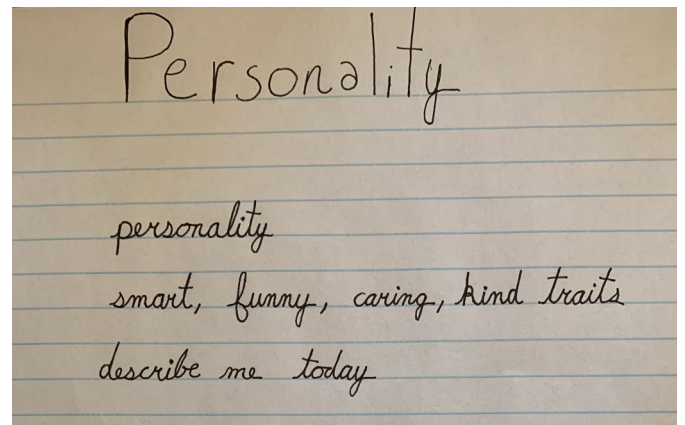 Personality
personality
smart, funny, caring, kind traits
describe me today